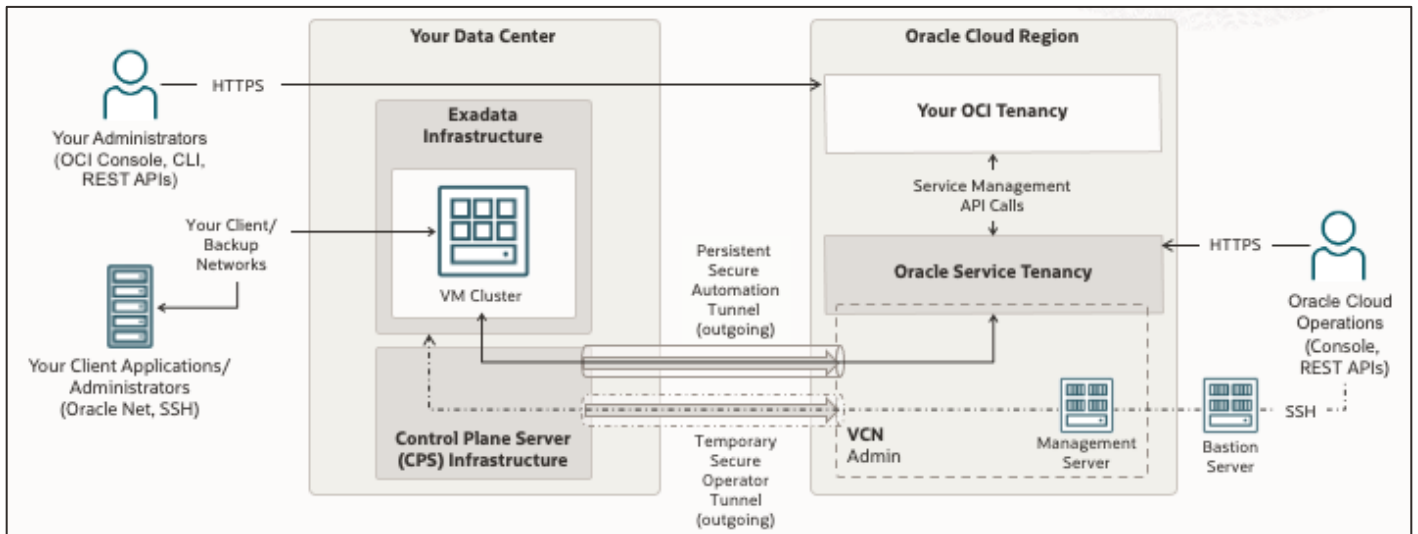 Your Data Center
Oracle Cloud Region
HTTPS
Your Administrators
(OCI Console, CLI,
REST APIs)
Exadata
Infrastructure
VM Cluster
Your Client/
Backup
Networks
Your Client Applications/
Administrators
(Oracle Net, SSH)
Control Plane Server
(CPS) Infrastructure
Persistent
Secure
Automation
Tunnel
(outgoing)
Temporary
Secure
Operator
Tunnel
(outgoing)
Your OCI Tenancy
Service Management
API Calls
Oracle Service Tenancy
VCN
Admin
Management
Server
Bastion
Server
HTTPS
Oracle Cloud
Operations
(Console,
REST APIs)
SSH